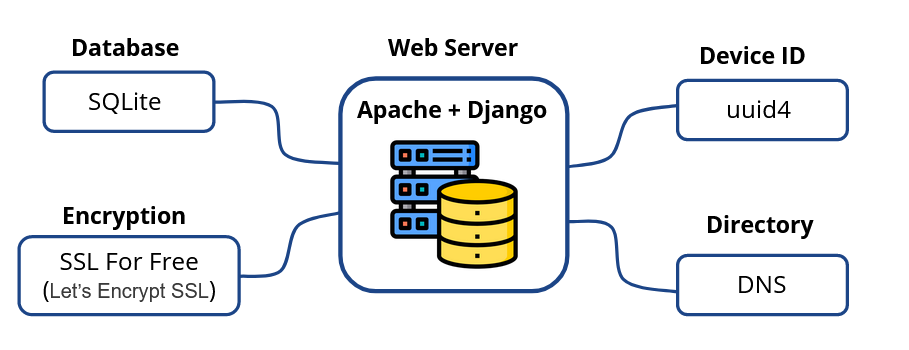 Database
SQLite
Encryption
SSL For Free
(Let’s Encrypt SSL)
Web Server
Apache + Django
Device ID
uuid4
Directory
DNS